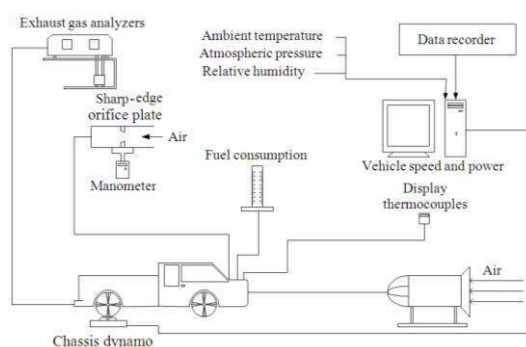 Exhaust gas analyzers
Sharp-edge
orifice plate
Air
Manometer
Fuel consumption
Ambient temperature
Atmospheric pressure
Relative humidity
Data recorder
Vehicle speed and power
Display
thermocouples
Air
Chassis dynamo